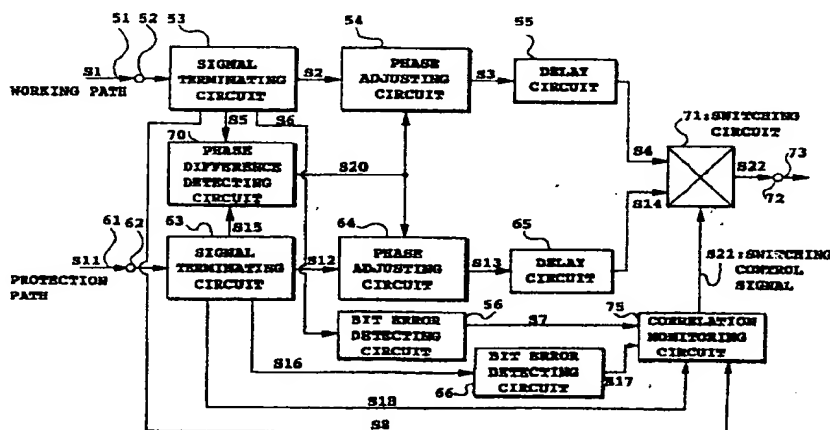 53
54
55
51
52
S1
SIGNAL
TERMINATING
CIRCUIT
S2
PHASE
ADJUSTING
CIRCUIT
S3
DELAY
CIRCUIT
WORKING PATH
71:SWITCHING
CIRCUIT
S5
S6
70
PHASE
DIFFERENCE
DETECTING
CIRCUIT
S20
S4
S22
73
72
S14
S15
63
64
65
61
62
S11
SIGNAL
TERMINATING
CIRCUIT
S12
PHASE
ADJUSTING
CIRCUIT
S13
DELAY
CIRCUIT
S21:SWITCHING
CONTROL
SIGNAL
PROTECTION
PATH
56
BIT ERROR
DETECTING
CIRCUIT
S7
75
CORRELATION
MONITORING
CIRCUIT
S16
BIT ERROR
DETECTING
CIRCUIT
66
S17
S18
S8